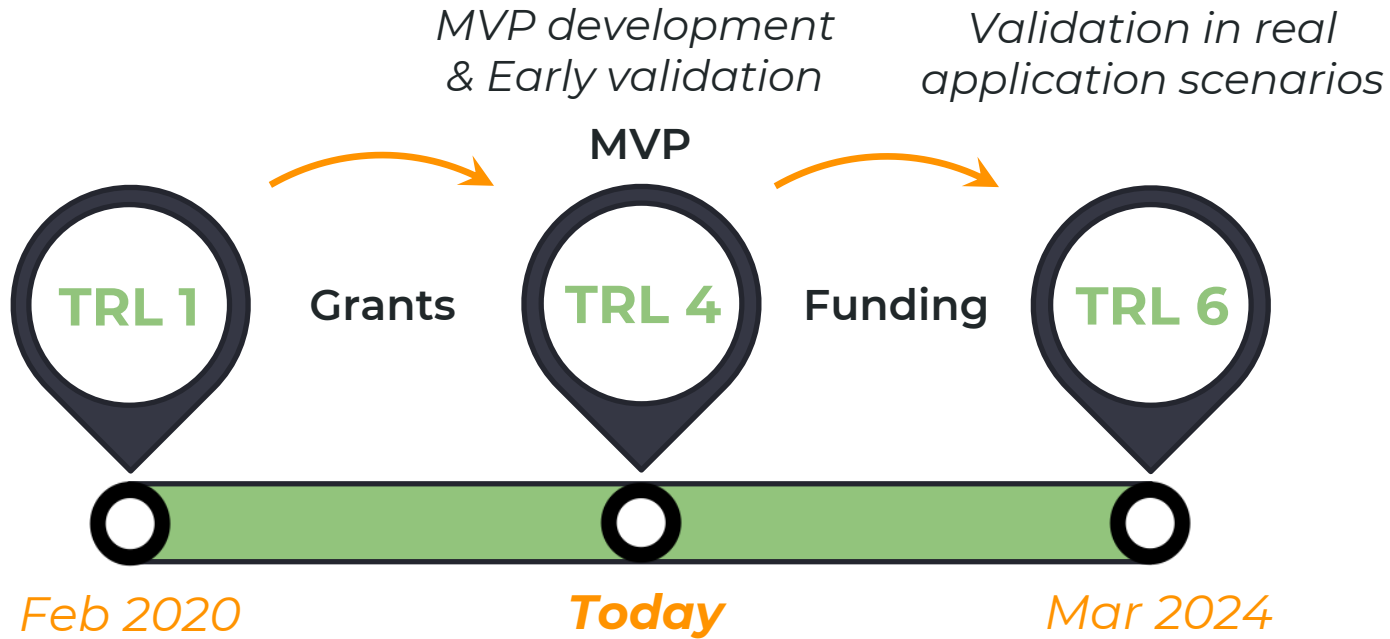 MVP development
& Early validation
Validation in real
application scenarios
MVP
TRL 1
Grants
TRL 4
Funding
TRL 6
Feb 2020
Today
Mar 2024